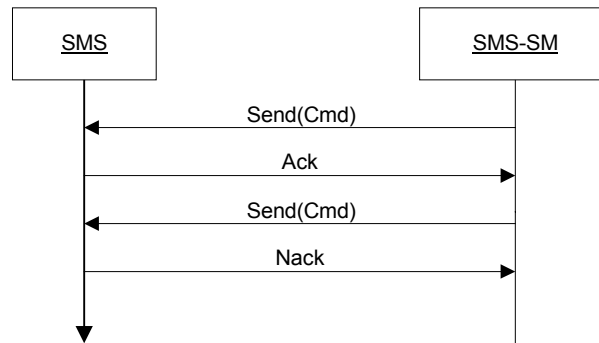 SMS
SMS-SM
Send(Cmd)
Ack
Send(Cmd)
Nack